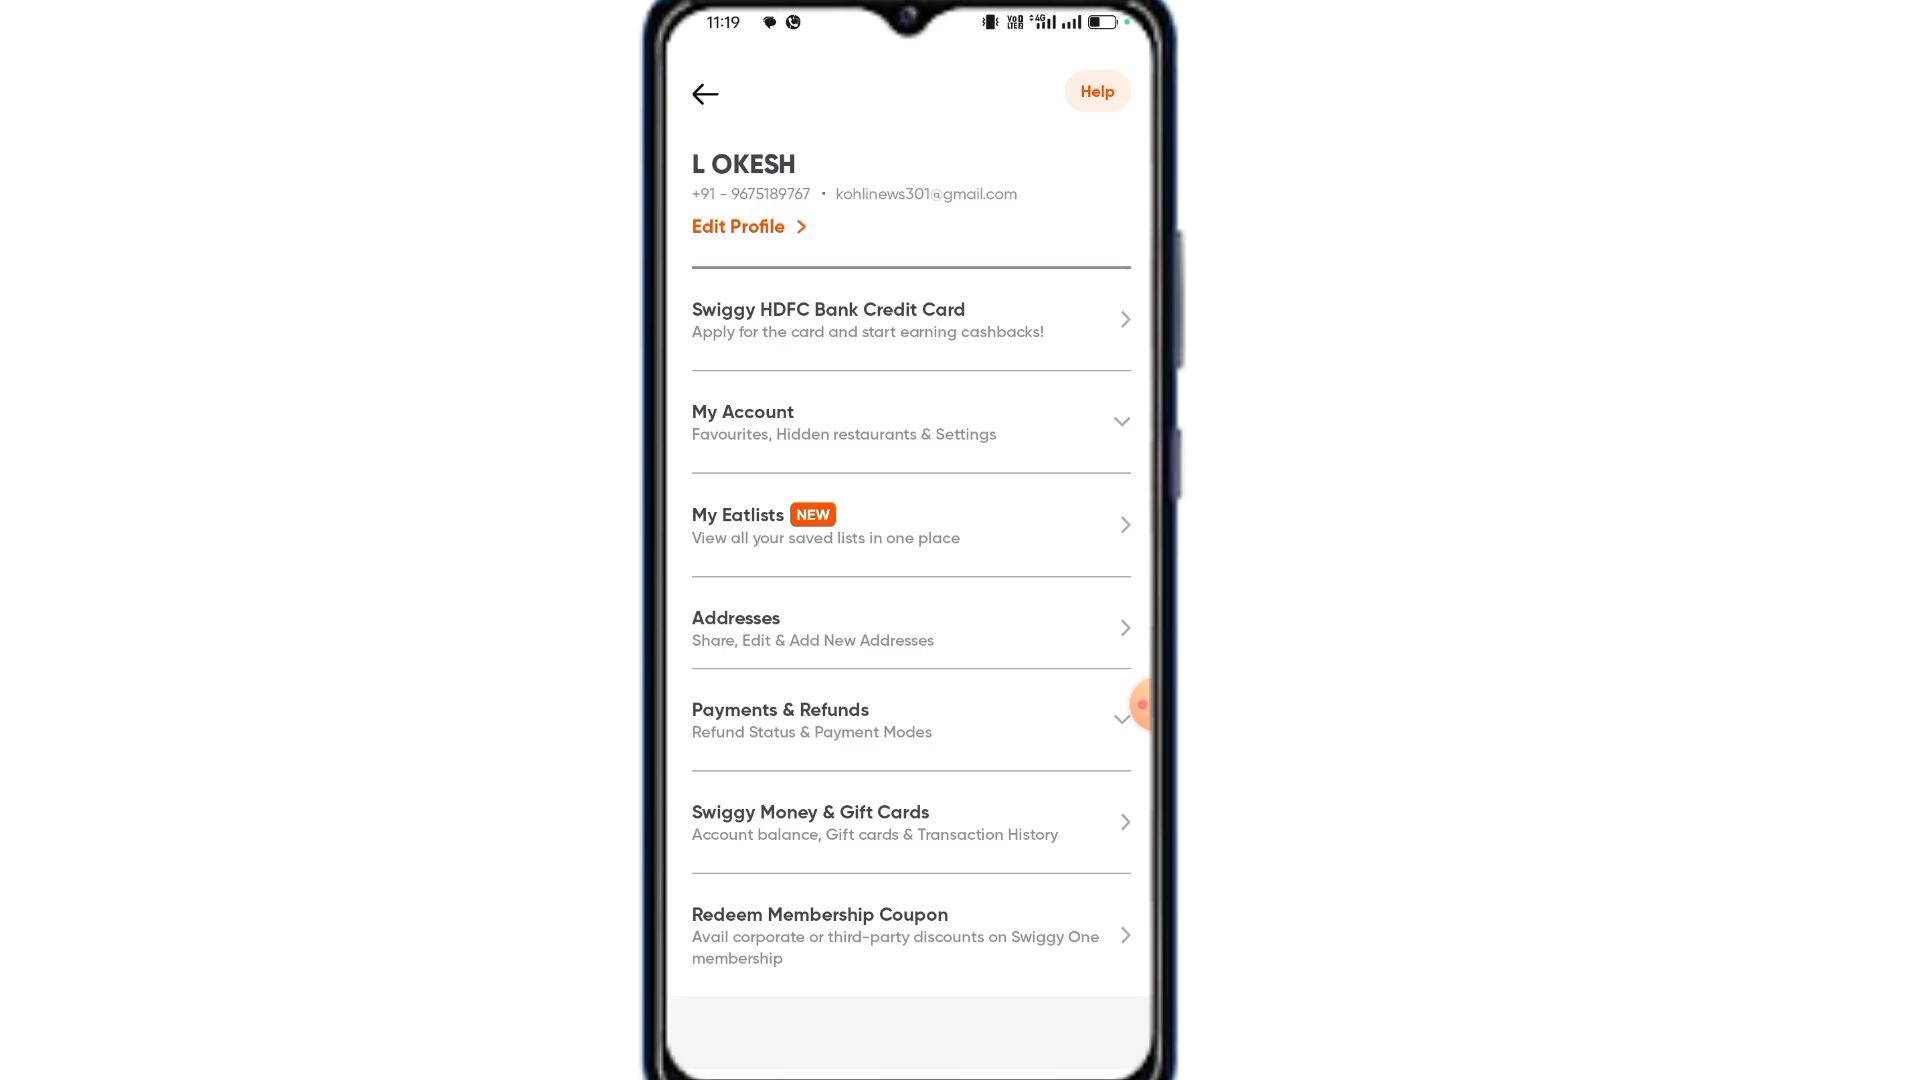 11:19
VoD LTED 4G
Help
L OKESH
+91 - 9675189767 • kohlinews301@gmail.com
Edit Profile
Swiggy HDFC Bank Credit Card
Apply for the card and start earning cashbacks!
My Account
Favourites, Hidden restaurants & Settings
My Eatlists NEW
View all your saved lists in one place
Addresses
Share, Edit & Add New Addresses
Payments & Refunds
Refund Status & Payment Modes
Swiggy Money & Gift Cards
Account balance, Gift cards & Transaction History
Redeem Membership Coupon
Avail corporate or third-party discounts on Swiggy One
membership